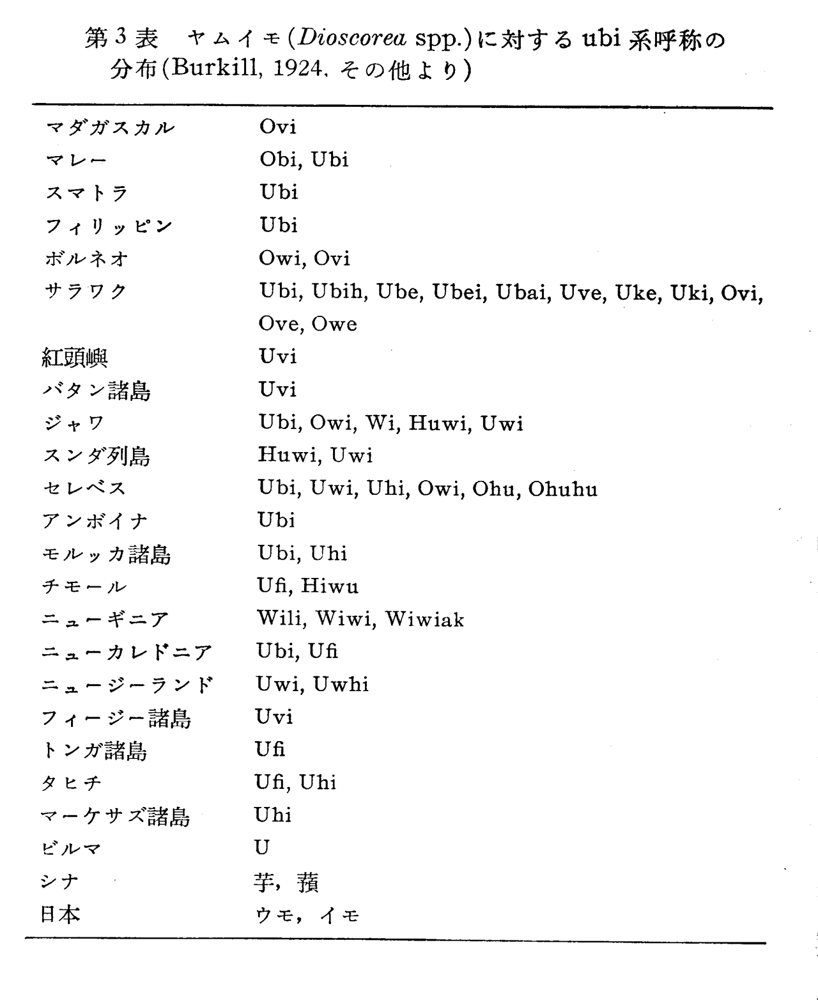 第3表 ヤムイモ(Dioscorea spp.)に対する ubi 系呼称の
分布(Burkill, 1924. その他より)
マダガスカル Ovi
マレー Obi, Ubi
スマトラ Ubi
フィリッピン Ubi
ボルネオ Owi, Ovi
サラワク Ubi, Ubih, Ube, Ubei, Ubai, Uve, Uke, Uki, Ovi,
Ove, Owe
紅頭嶼 Uvi
バタン諸島 Uvi
ジャワ Ubi, Owi, Wi, Huwi, Uwi
スンダ列島 Huwi, Uwi
セレベス Ubi, Uwi, Uhi, Owi, Ohu, Ohuhu
アンボイナ Ubi
モルッカ諸島 Ubi, Uhi
チモール Ufi, Hiwu
ニューギニア Wili, Wiwi, Wiwiak
ニューカレドニア Ubi, Ufi
ニュージーランド Uwi, Uwhi
フィージー諸島 Uvi
トンガ諸島 Ufi
タヒチ Ufi, Uhi
マーケサズ諸島 Uhi
ビルマ U
シナ 芋,
日本 ウモ, イモ